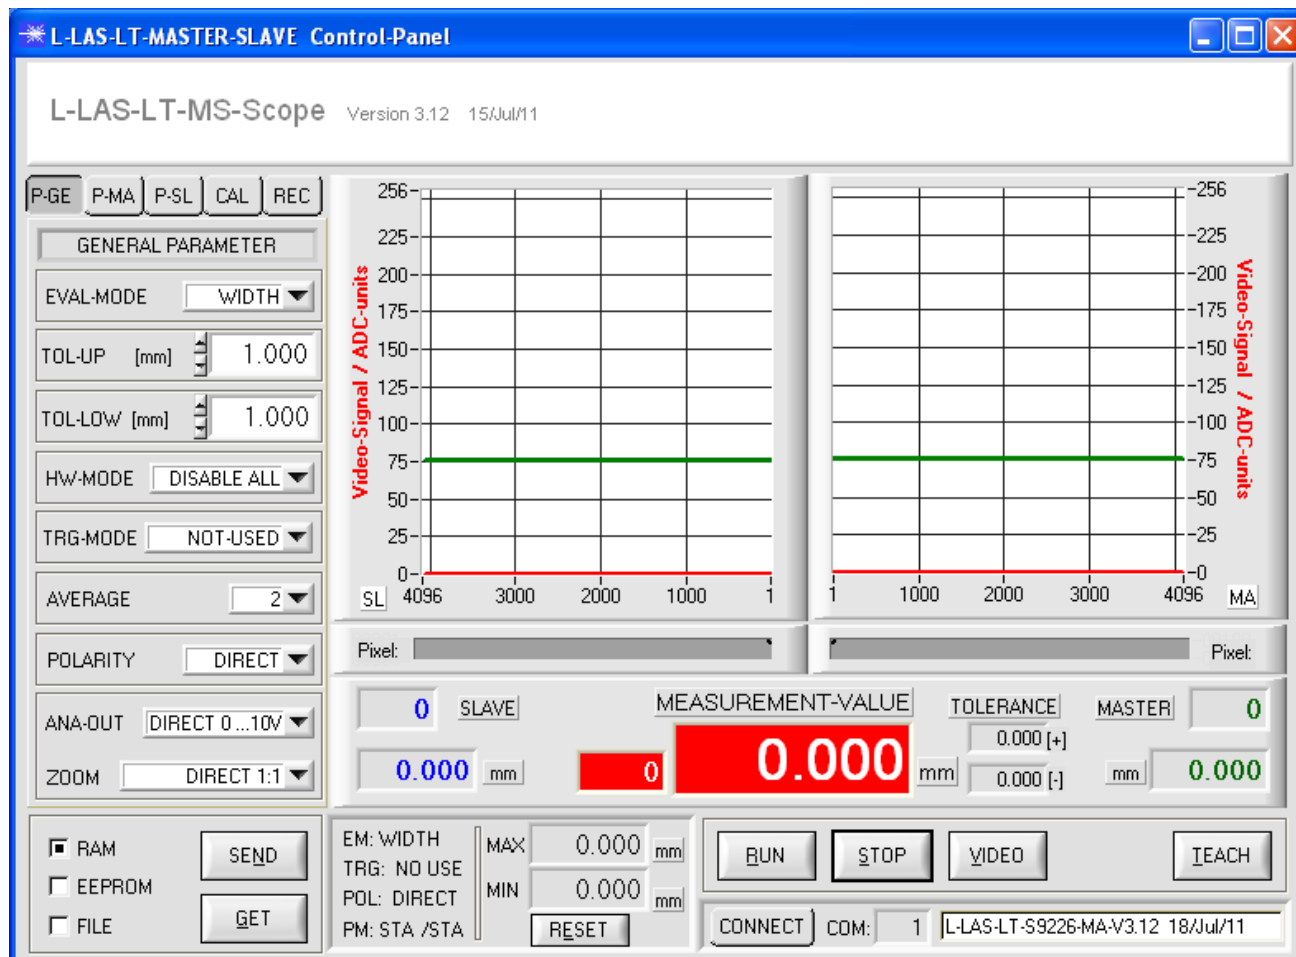 L-LAS-LT-MASTER-SLAVE Control-Panel
L-LAS-LT-MS-Scope Version 3.12 15/Jul/11
P-GE P-MA P-SL CAL REC
GENERAL PARAMETER
EVAL-MODE WIDTH
TOL-UP [mm] 1.000
TOL-LOW [mm] 1.000
HW-MODE DISABLE ALL
TRG-MODE NOT-USED
AVERAGE 2
POLARITY DIRECT
ANA-OUT DIRECT 0...10V
ZOOM DIRECT 1:1
RAM
EEPROM
FILE
SEND
GET
Video-Signal / ADC-units
256
225
200
175
150
125
100
75
50
25
0
SL 4096 3000 2000 1000 1
Pixel:
256
225
200
175
150
125
100
75
50
25
0
Video-Signal / ADC-units
1 1000 2000 3000 4096 MA
Pixel:
0 SLAVE
0.000 mm
MEASUREMENT-VALUE
0 0.000 mm
TOLERANCE
0.000 [+]
0.000 [-]
MASTER 0
mm 0.000
EM: WIDTH
TRG: NO USE
POL: DIRECT
PM: STA /STA
MAX 0.000 mm
MIN 0.000 mm
RESET
RUN STOP VIDEO TEACH
CONNECT COM: 1 L-LAS-LT-S9226-MA-V3.12 18/Jul/11